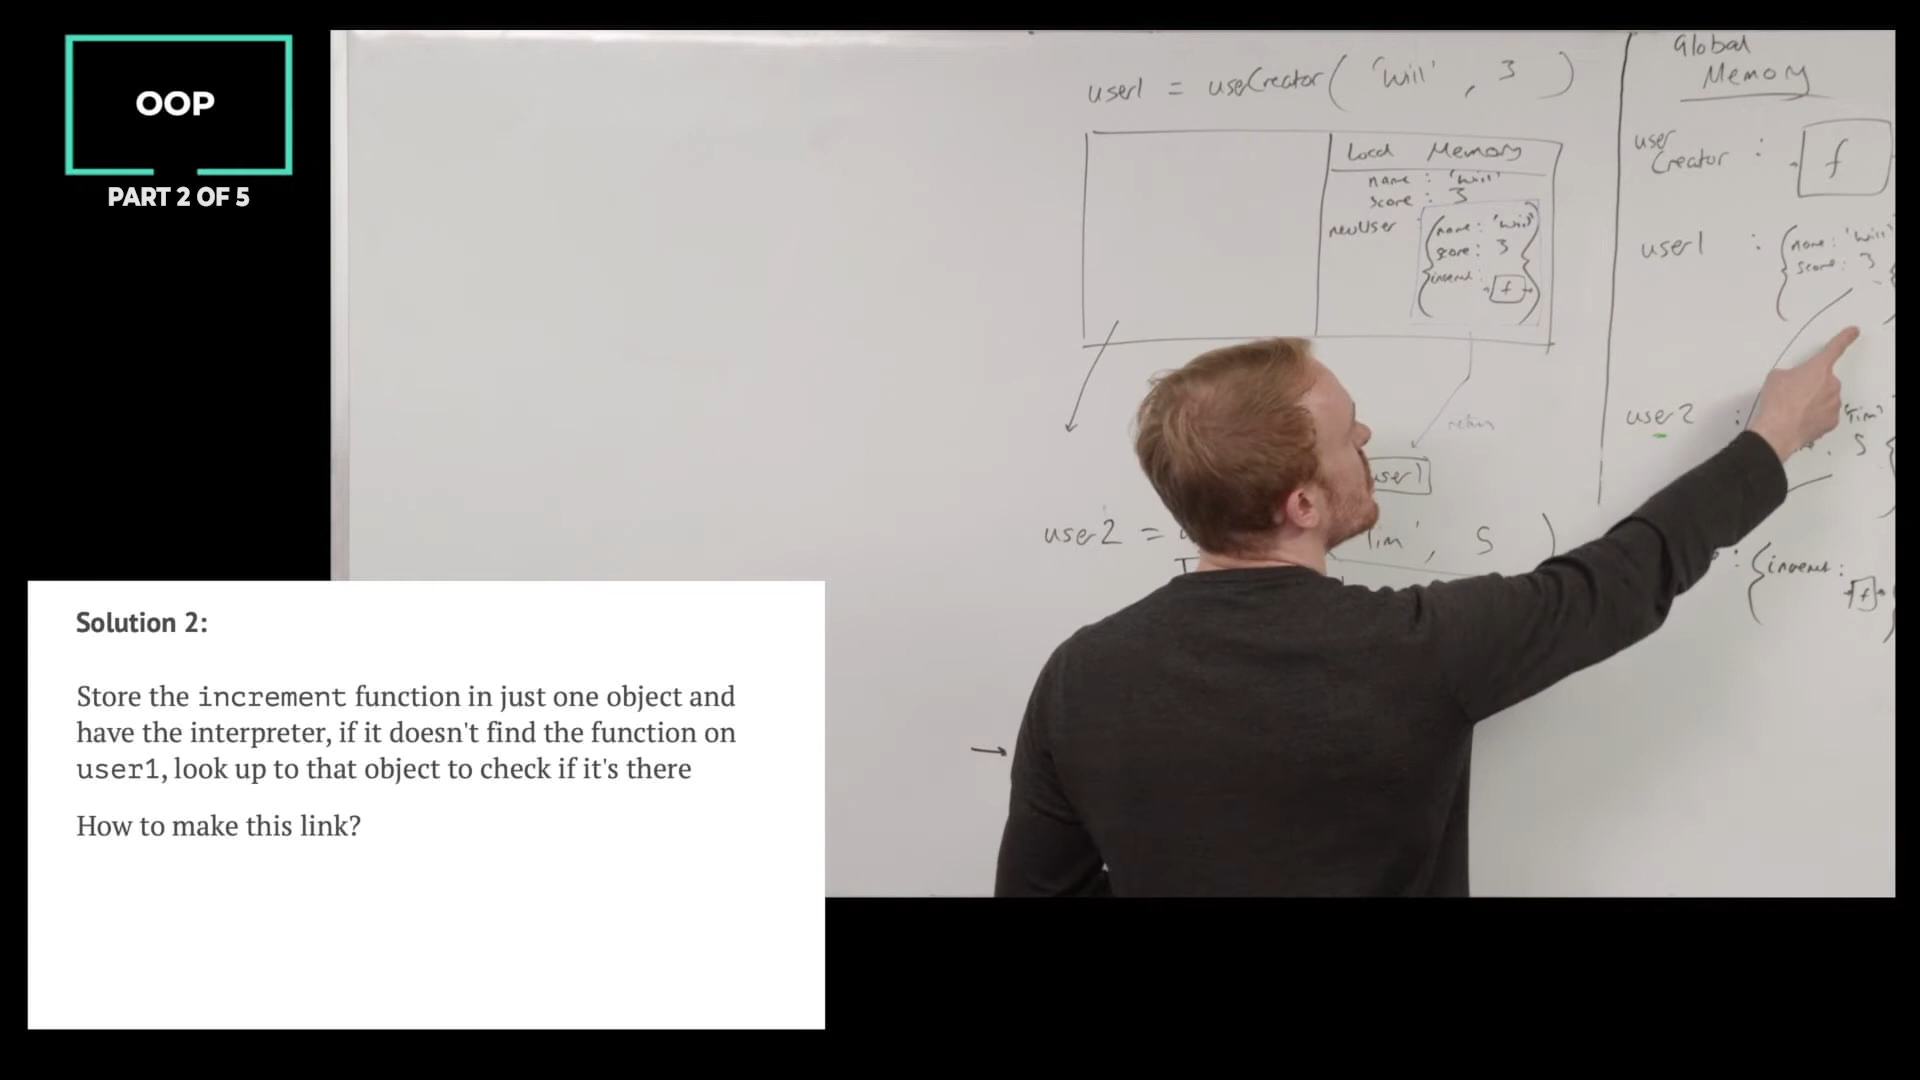 OOP
PART 2 OF 5
user1 = userCreator( 'Will' , 3 )
Local Memory
name : 'Will'
score : 3
newUser :
{name: 'Will'
score: 3
f
return
user1
user2 =
Tim', 5 )
Global
Memory
user
Creator : f
user1 : {name: 'Will'
score: 3
user2 :
'Tim'
5
: {increment:
f
Solution 2:
Store the increment function in just one object and
have the interpreter, if it doesn't find the function on
user1, look up to that object to check if it's there
How to make this link?